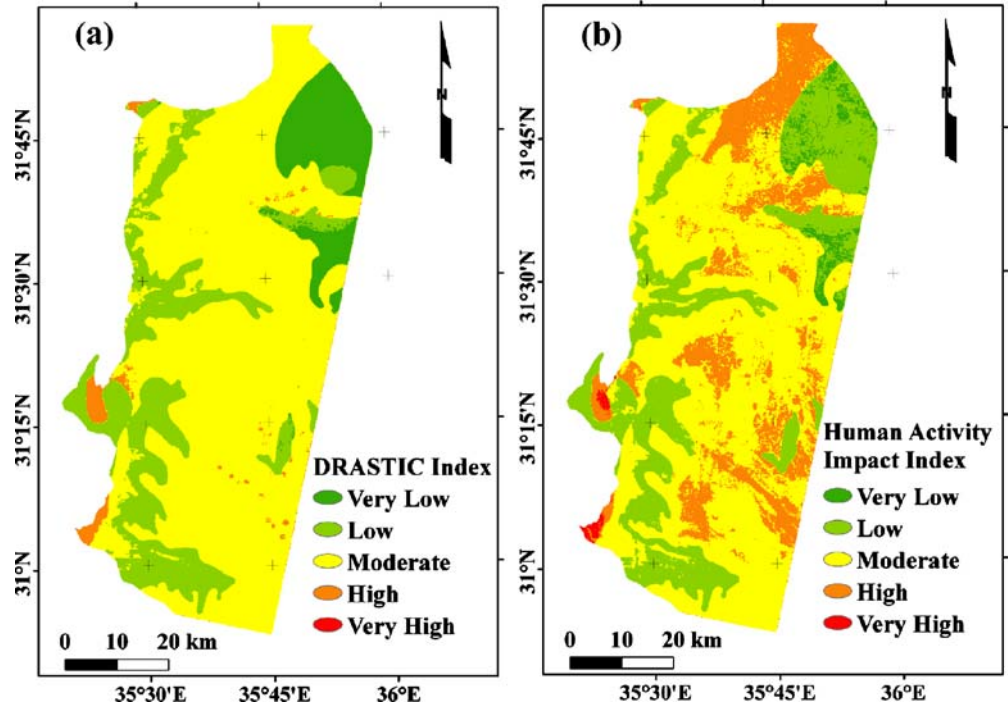 (a)
N
31°45'N
31°30'N
31°15'N
31°N
DRASTIC Index
Very Low
Low
Moderate
High
Very High
0 10 20 km
35°30'E 35°45'E 36°E
(b)
N
31°45'N
31°30'N
31°15'N
31°N
Human Activity
Impact Index
Very Low
Low
Moderate
High
Very High
0 10 20 km
35°30'E 35°45'E 36°E